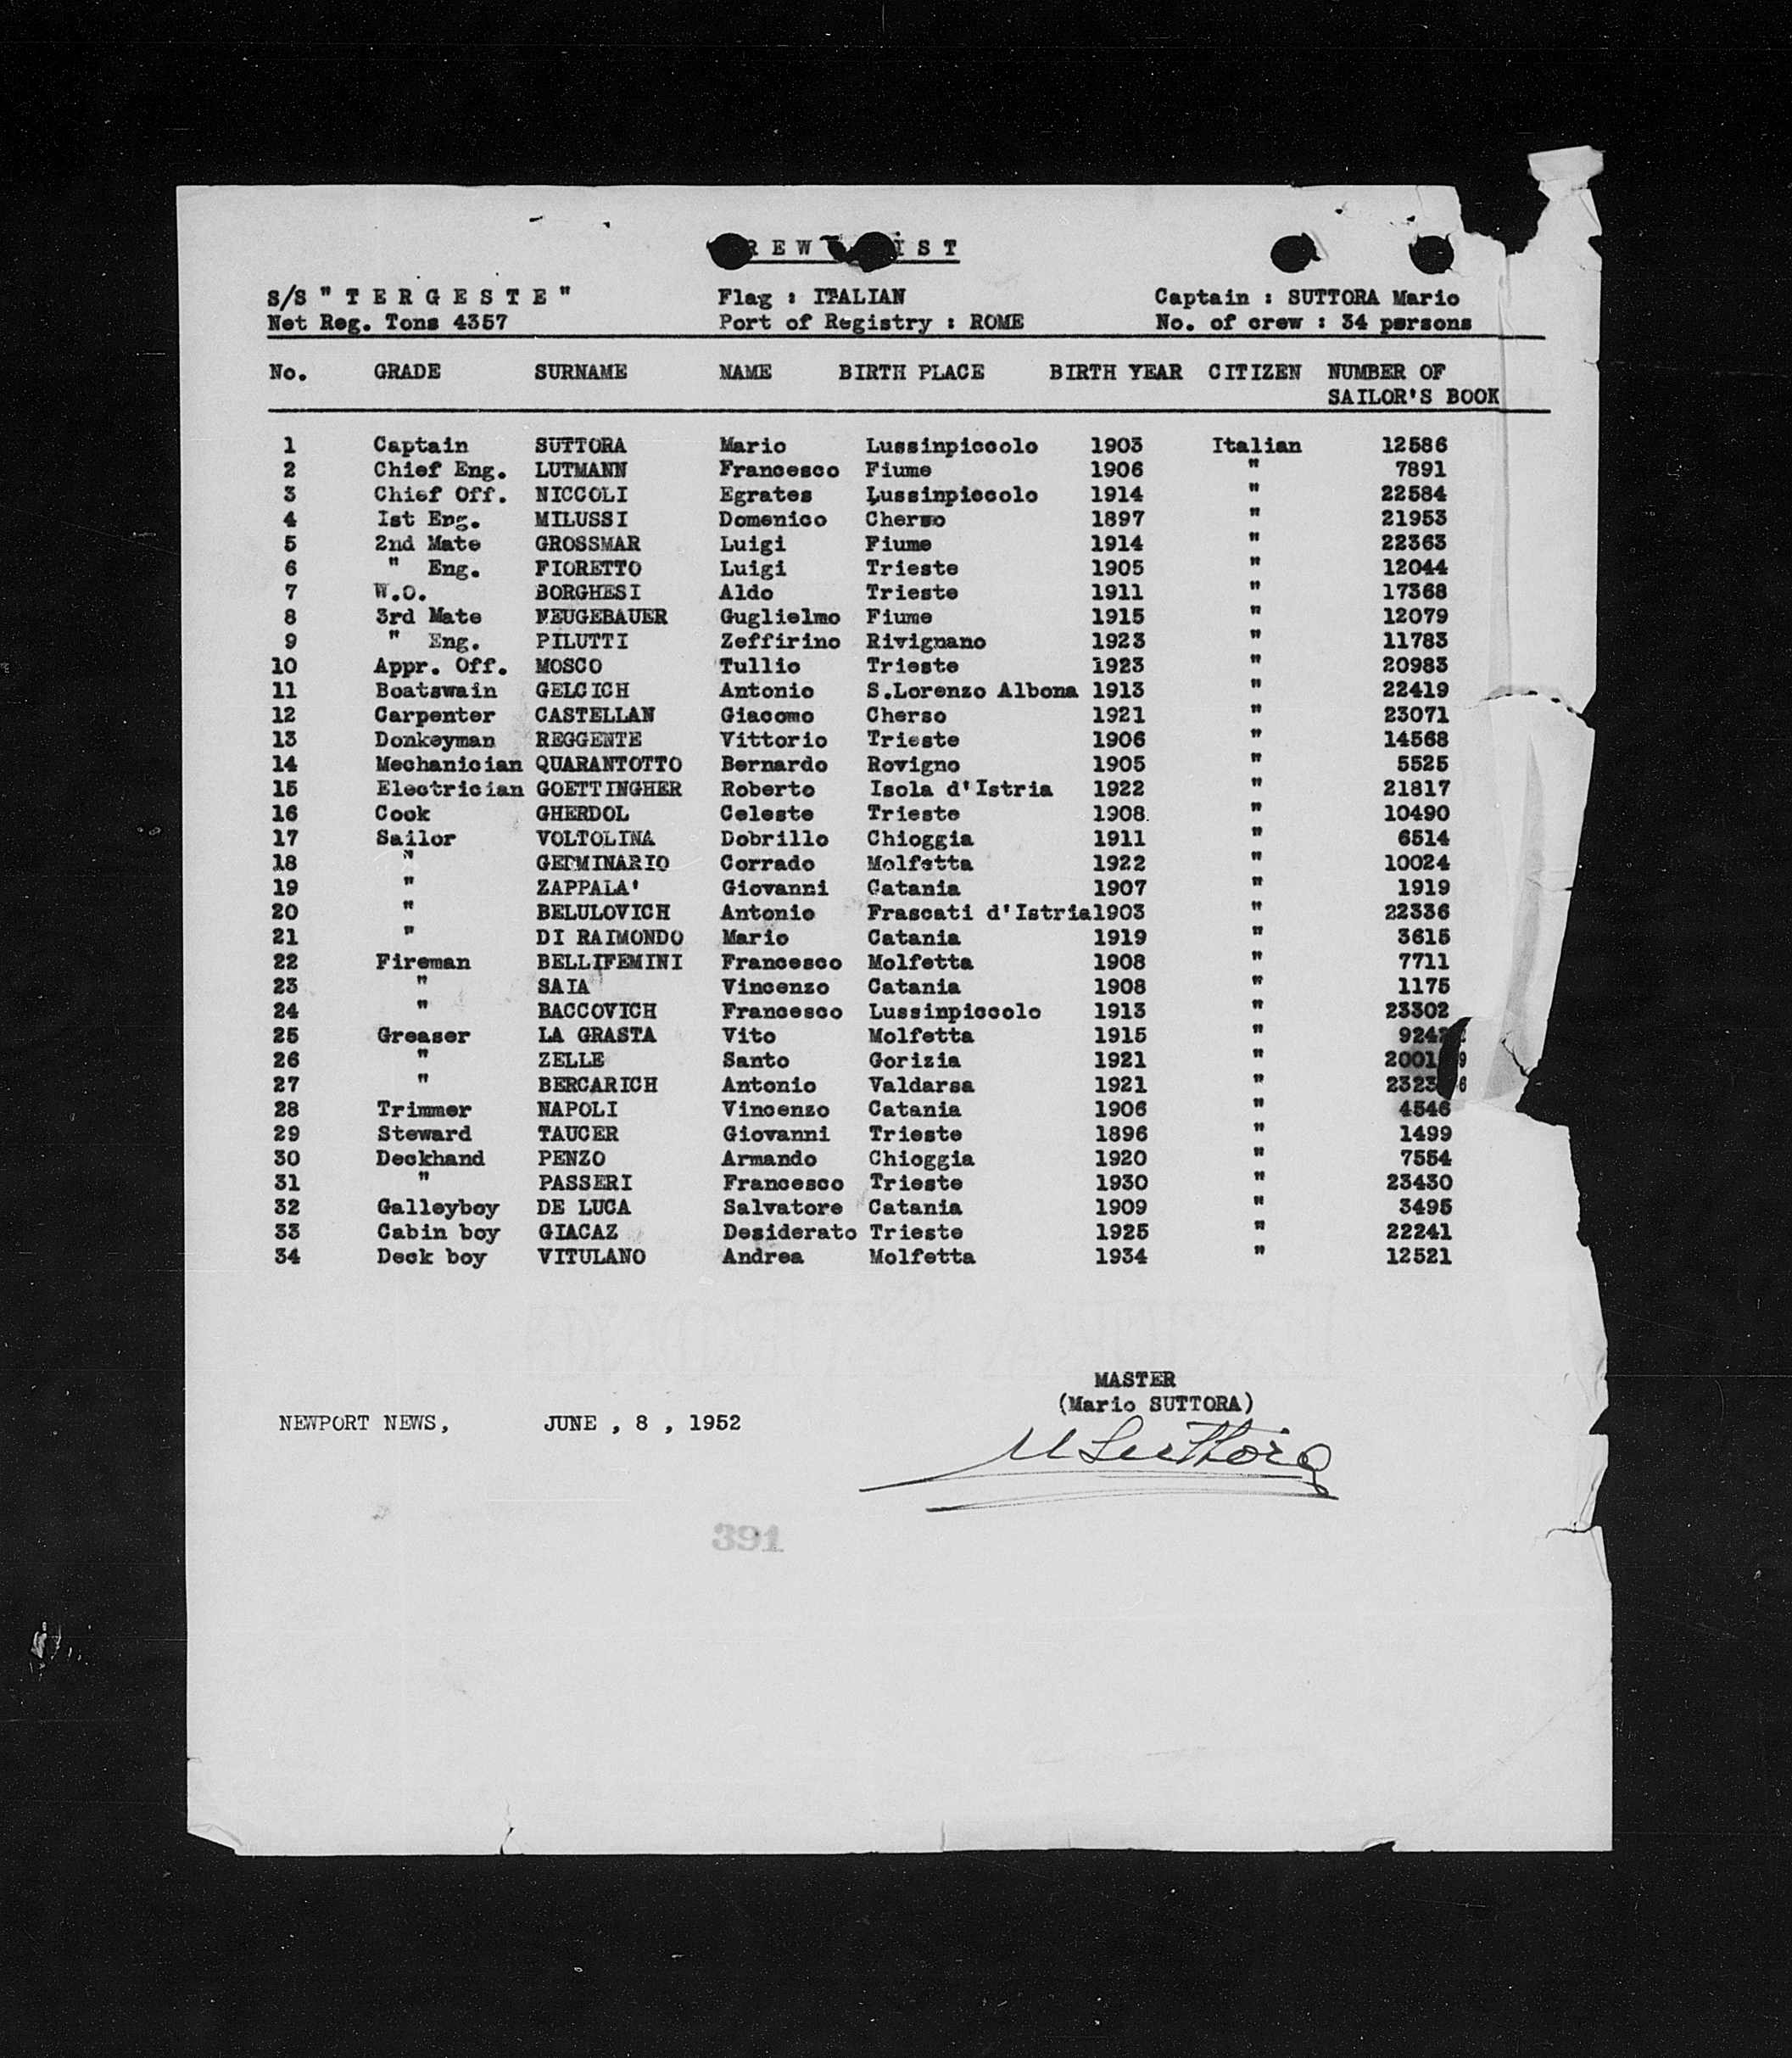 REW IST
S/S " T E R G E S T E " Flag : ITALIAN Captain : SUTTORA Mario
Net Reg. Tons 4357 Port of Registry : ROME No. of crew : 34 persons
No. GRADE SURNAME NAME BIRTH PLACE BIRTH YEAR CITIZEN NUMBER OF
SAILOR'S BOOK
1 Captain SUTTORA Mario Lussinpiccolo 1903 Italian 12586
2 Chief Eng. LUTMANN Francesco Fiume 1906 " 7891
3 Chief Off. NICCOLI Egrates Lussinpiccolo 1914 " 22584
4 Ist Eng. MILUSSI Domenico Cherso 1897 " 21953
5 2nd Mate GROSSMAR Luigi Fiume 1914 " 22363
6 " Eng. FIORETTO Luigi Trieste 1905 " 12044
7 W.O. BORGHESI Aldo Trieste 1911 " 17368
8 3rd Mate NEUGEBAUER Guglielmo Fiume 1915 " 12079
9 " Eng. PILUTTI Zeffirino Rivignano 1923 " 11783
10 Appr. Off. MOSCO Tullio Trieste 1923 " 20983
11 Boatswain GELCICH Antonio S.Lorenzo Albona 1913 " 22419
12 Carpenter CASTELLAN Giacomo Cherso 1921 " 23071
13 Donkeyman REGGENTE Vittorio Trieste 1906 " 14568
14 Mechanician QUARANTOTTO Bernardo Rovigno 1905 " 5525
15 Electrician GOETTINGHER Roberto Isola d'Istria 1922 " 21817
16 Cook GHERDOL Celeste Trieste 1908. " 10490
17 Sailor VOLTOLINA Dobrillo Chioggia 1911 " 6514
18 " GERMINARIO Corrado Molfetta 1922 " 10024
19 " ZAPPALA' Giovanni Catania 1907 " 1919
20 " BELULOVICH Antonio Frascati d'Istria1903 " 22336
21 " DI RAIMONDO Mario Catania 1919 " 3615
22 Fireman BELLIFEMINI Francesco Molfetta 1908 " 7711
23 " SAIA Vincenzo Catania 1908 " 1175
24 " BACCOVICH Francesco Lussinpiccolo 1913 " 23302
25 Greaser LA GRASTA Vito Molfetta 1915 "
26 " ZELLE Santo Gorizia 1921 "
27 " BERCARICH Antonio Valdarsa 1921 "
28 Trimmer NAPOLI Vincenzo Catania 1906 " 4546
29 Steward TAUCER Giovanni Trieste 1896 " 1499
30 Deckhand PENZO Armando Chioggia 1920 " 7554
31 " PASSERI Francesco Trieste 1930 " 23430
32 Galleyboy DE LUCA Salvatore Catania 1909 " 3495
33 Cabin boy GIACAZ Desiderato Trieste 1925 " 22241
34 Deck boy VITULANO Andrea Molfetta 1934 " 12521
MASTER
(Mario SUTTORA)
NEWPORT NEWS, JUNE , 8 , 1952
M Suttora
391